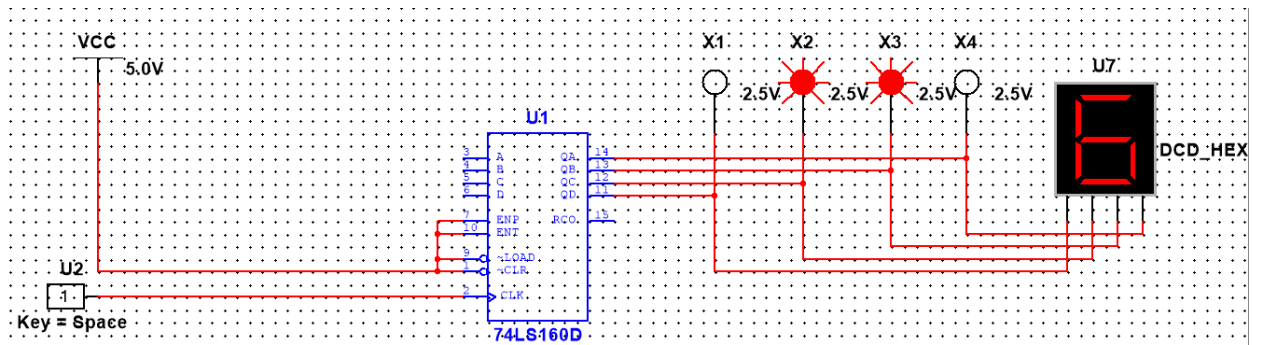 VCC
5.0V
X1
X2
X3
X4
2.5V
2.5V
2.5V
2.5V
U7
DCD_HEX
6
U1
3 A QA 14
4 B QB 13
5 C QC 12
6 D QD 11
7 ENP RCO 15
10 ENT
9 ~LOAD
1 ~CLR
2 CLK
74LS160D
U2
1
Key = Space